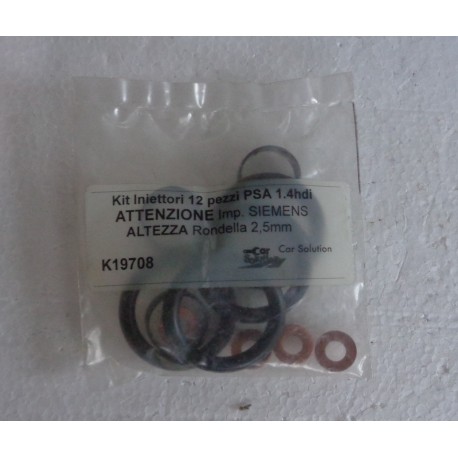 Kit Iniettori 12 pezzi PSA 1.4hdi
ATTENZIONE Imp. SIEMENS
ALTEZZA Rondella 2,5mm
Car Solution
K19708